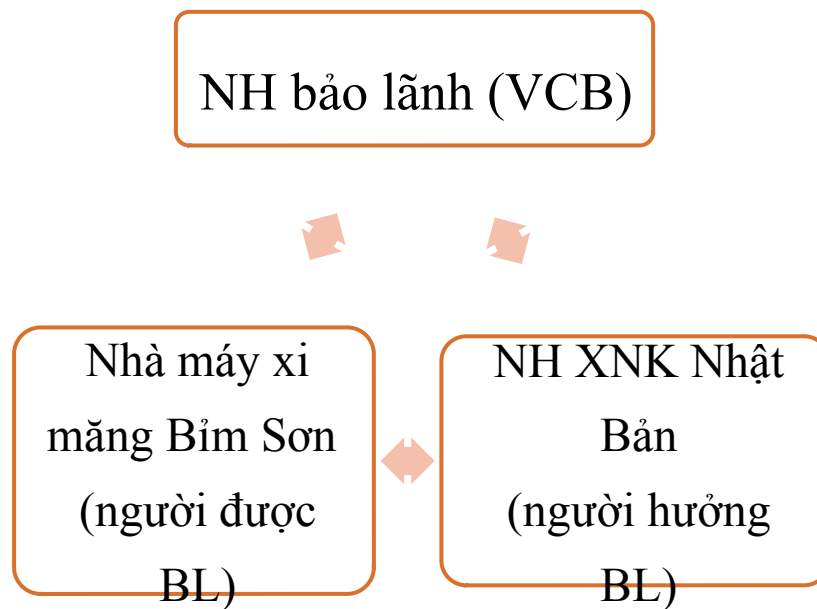 NH bảo lãnh (VCB)
Nhà máy xi
măng Bỉm Sơn
(người được
BL)
NH XNK Nhật
Bản
(người hưởng
BL)